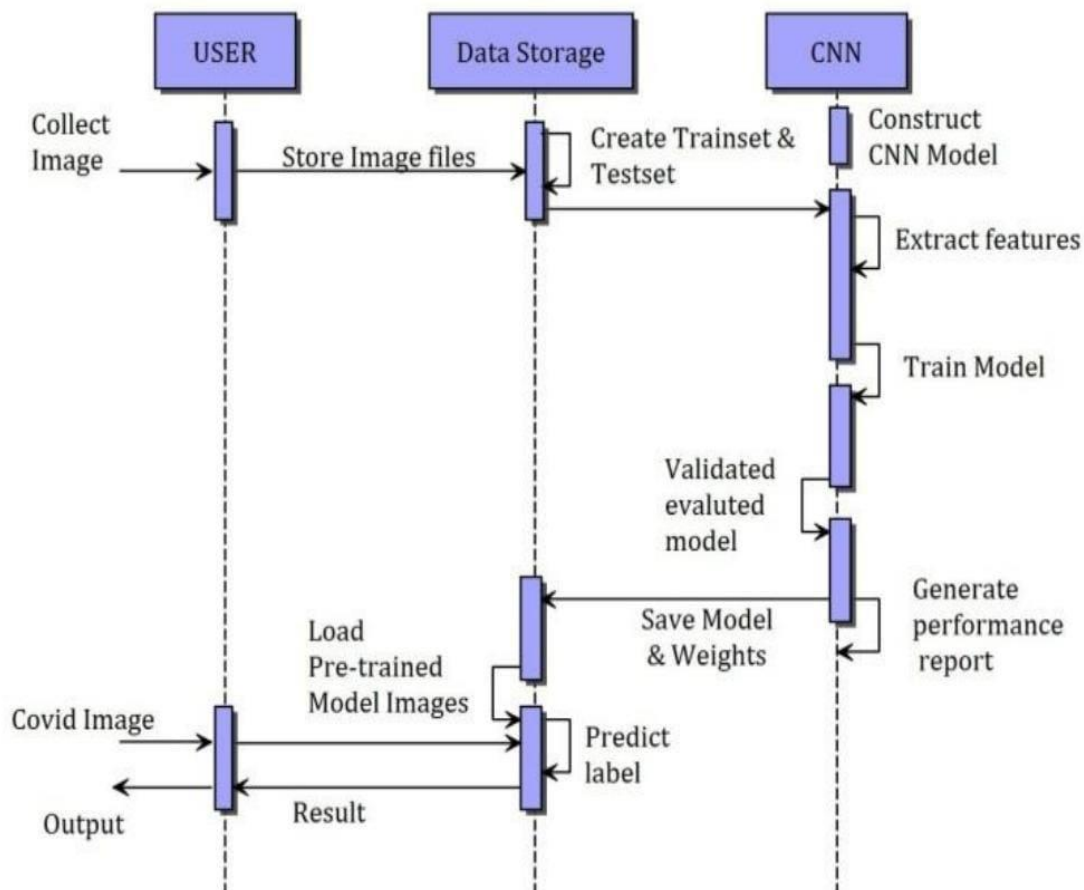 USER
Data Storage
CNN
Collect
Image
Store Image files
Create Trainset &
Testset
Construct
CNN Model
Extract features
Train Model
Validated
evaluted
model
Save Model
& Weights
Generate
performance
report
Load
Pre-trained
Model Images
Covid Image
Predict
label
Result
Output